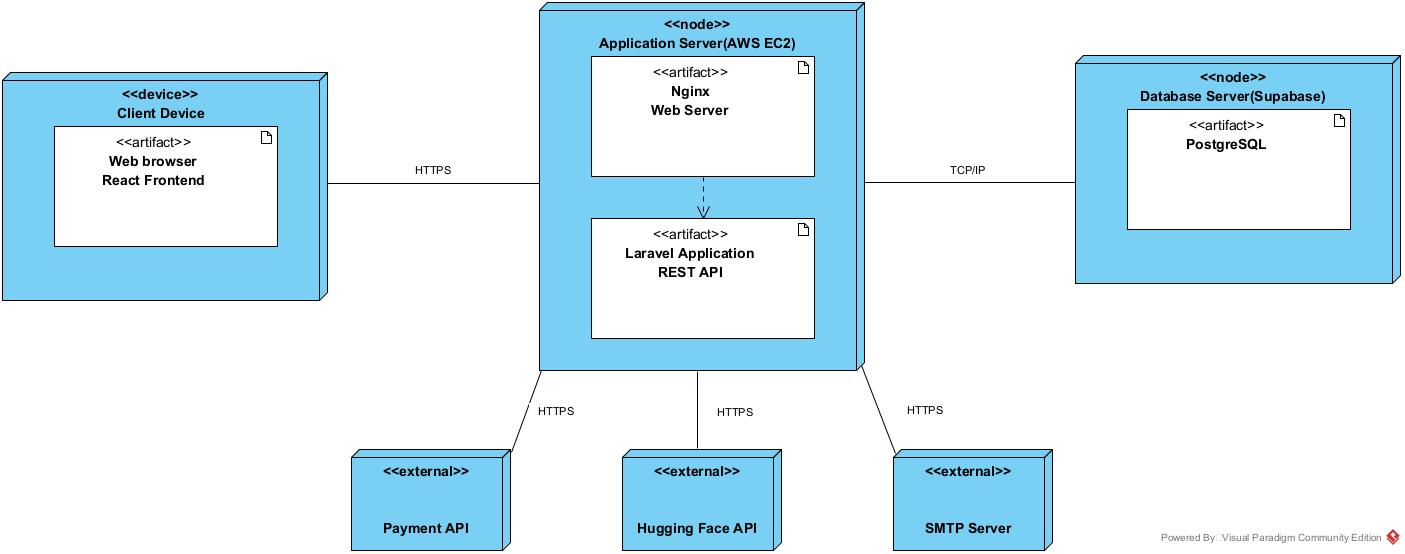 <<node>>
Application Server(AWS EC2)
<<artifact>>
Nginx
Web Server
<<artifact>>
Laravel Application
REST API
<<device>>
Client Device
<<artifact>>
Web browser
React Frontend
HTTPS
<<node>>
Database Server(Supabase)
<<artifact>>
PostgreSQL
TCP/IP
HTTPS
HTTPS
HTTPS
<<external>>
Payment API
<<external>>
Hugging Face API
<<external>>
SMTP Server
Powered By Visual Paradigm Community Edition